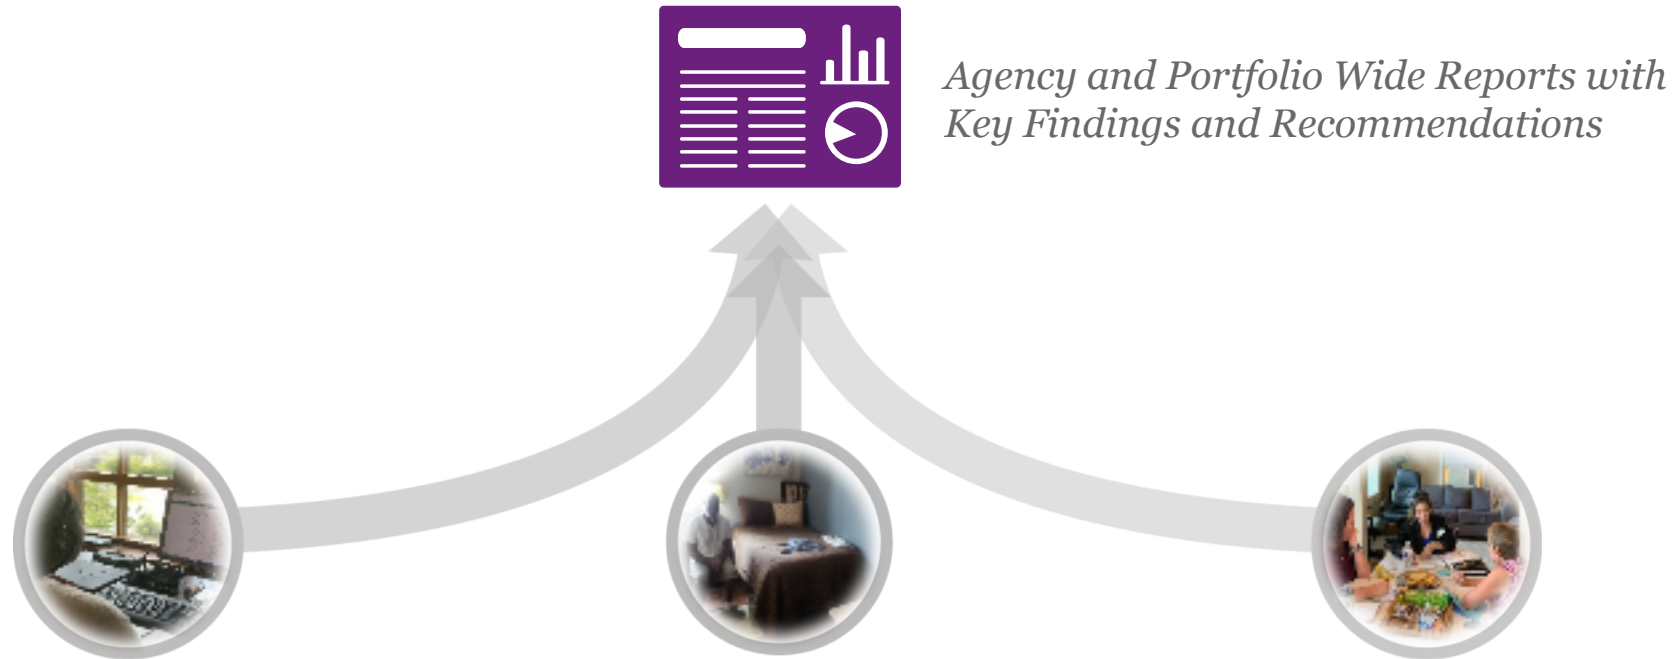 Agency and Portfolio Wide Reports with
Key Findings and Recommendations